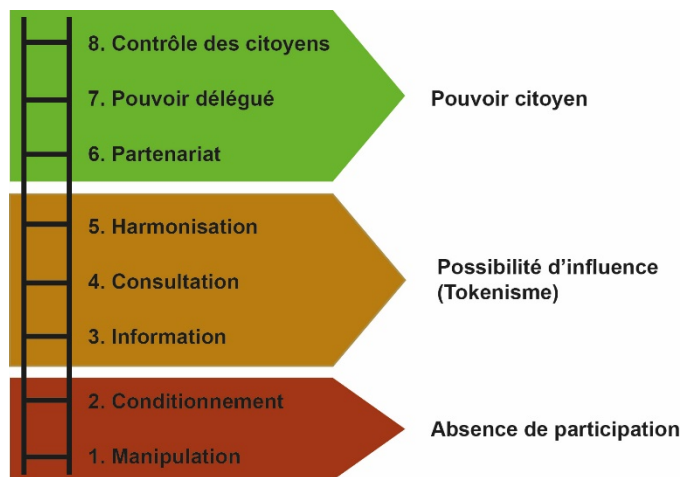 8. Contrôle des citoyens
7. Pouvoir délégué
6. Partenariat
Pouvoir citoyen
5. Harmonisation
4. Consultation
3. Information
Possibilité d'influence
(Tokenisme)
2. Conditionnement
1. Manipulation
Absence de participation